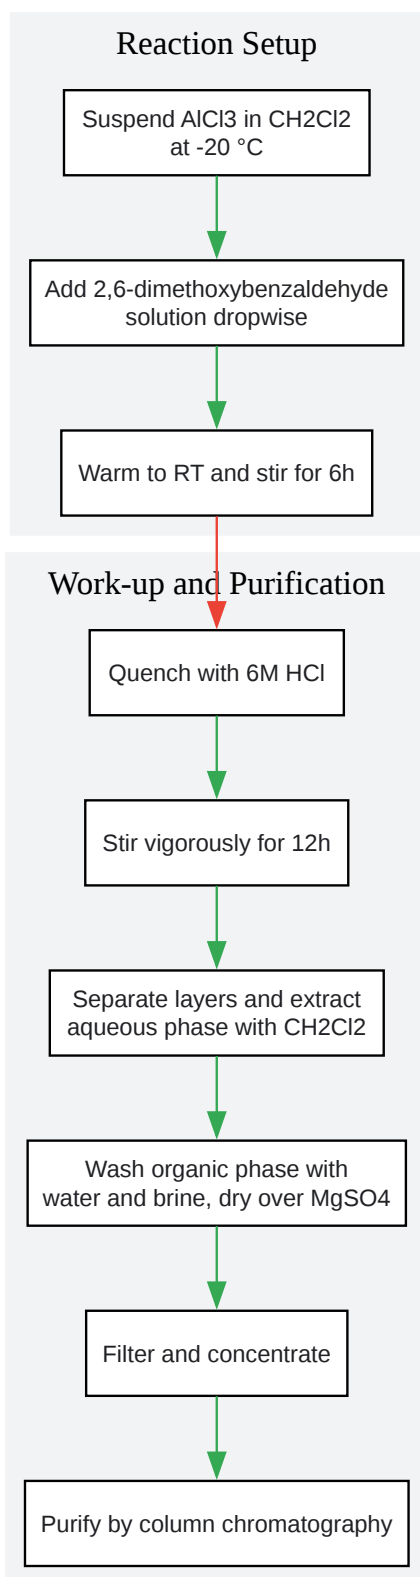 Reaction Setup
Suspend AlCl3 in CH2Cl2
at -20 °C
Add 2,6-dimethoxybenzaldehyde
solution dropwise
Warm to RT and stir for 6h
Work-up and Purification
Quench with 6M HCl
Stir vigorously for 12h
Separate layers and extract
aqueous phase with CH2Cl2
Wash organic phase with
water and brine, dry over MgSO4
Filter and concentrate
Purify by column chromatography